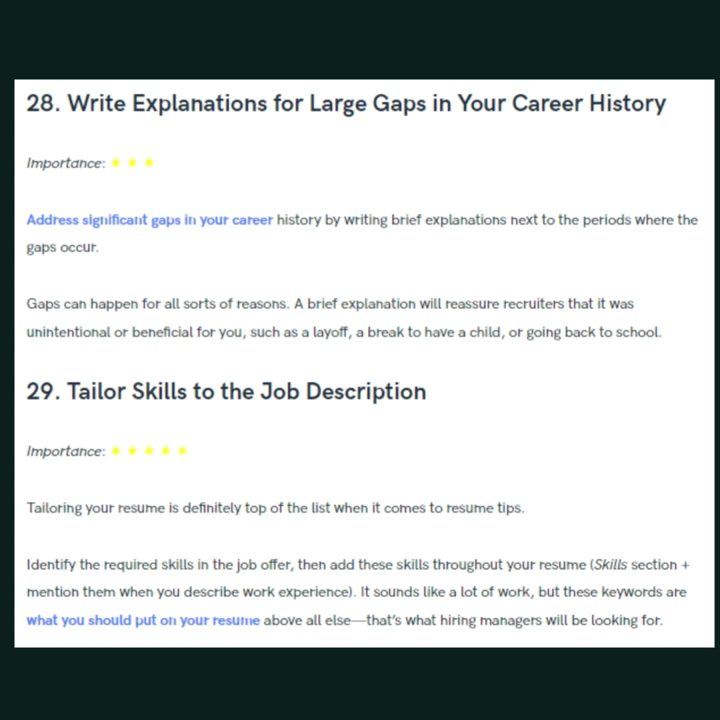 28. Write Explanations for Large Gaps in Your Career History
Importance:
Address significant gaps in your career history by writing brief explanations next to the periods where the
gaps occur.
Gaps can happen for all sorts of reasons. A brief explanation will reassure recruiters that it was
unintentional or beneficial for you, such as a layoff, a break to have a child, or going back to school.
29. Tailor Skills to the Job Description
Importance:
Tailoring your resume is definitely top of the list when it comes to resume tips.
Identify the required skills in the job offer, then add these skills throughout your resume (Skills section +
mention them when you describe work experience). It sounds like a lot of work, but these keywords are
what you should put on your resume above all else—that's what hiring managers will be looking for.